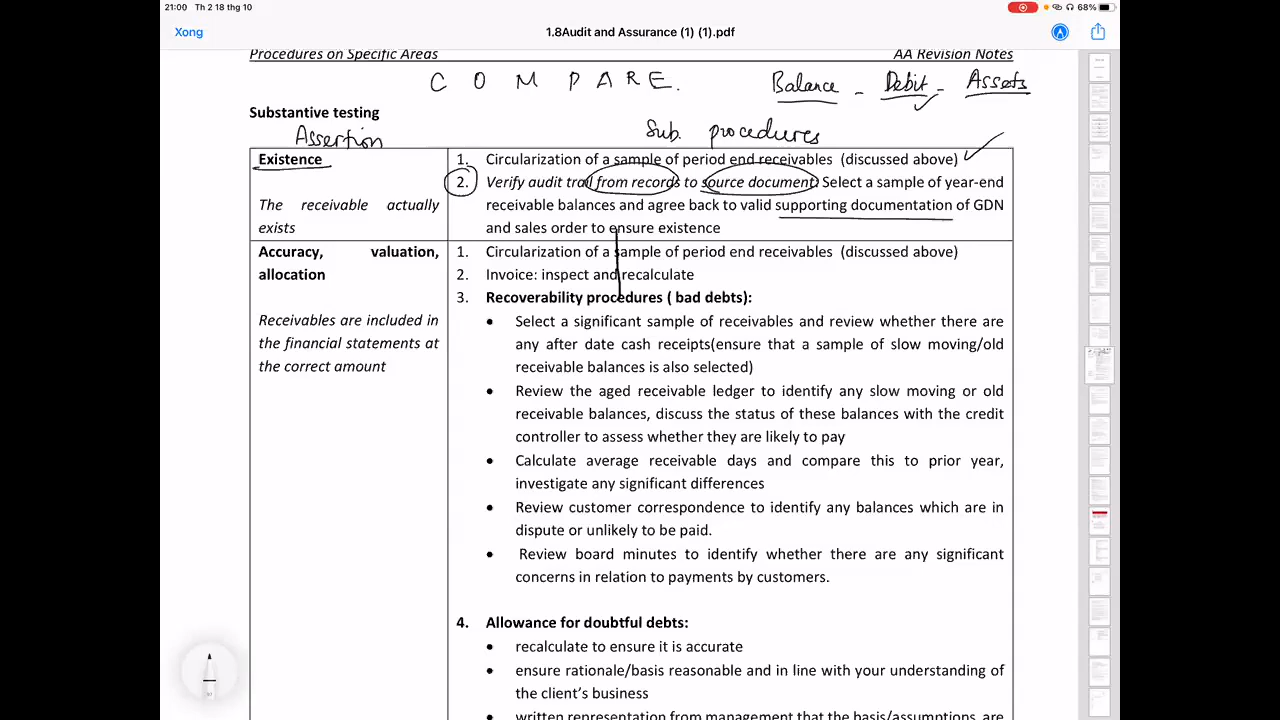 21:00 Th 2 18 thg 10 68%
Xong 1.8Audit and Assurance (1) (1).pdf
Procedures on Specific Areas AA Revision Notes
C O M P A R E. Balance - Debit - Assets
Substantive testing
Assertion Sub. procedures
Existence 1. Circularization of a sample of period end receivables (discussed above)
2. Verify audit trail from records to source document. Select a sample of year-end
The receivable actually receivable balances and agree back to valid supporting documentation of GDN
exists and sales order to ensure existence
Accuracy, valuation, 1. Circularization of a sample of period end receivables (discussed above)
allocation 2. Invoice: inspect and recalculate
3. Recoverability procedures ( bad debts):
Receivables are included in • Select a significant sample of receivables and review whether there are
the financial statements at any after date cash receipts(ensure that a sample of slow moving/old
the correct amount receivable balances is also selected)
• Review the aged receivable ledger to identify any slow moving or old
receivable balances, discuss the status of these balances with the credit
controller to assess whether they are likely to pay
• Calculate average receivable days and compare this to prior year,
investigate any significant differences
• Review customer correspondence to identify any balances which are in
dispute or unlikely to be paid.
• Review board minutes to identify whether there are any significant
concerns in relation to payments by customers.
4. Allowance for doubtful debts:
• recalculate to ensure it is accurate
• ensure rationale/basis reasonable and in line with your understanding of
the client's business
• written representation from management that the basis/assumptions are
97